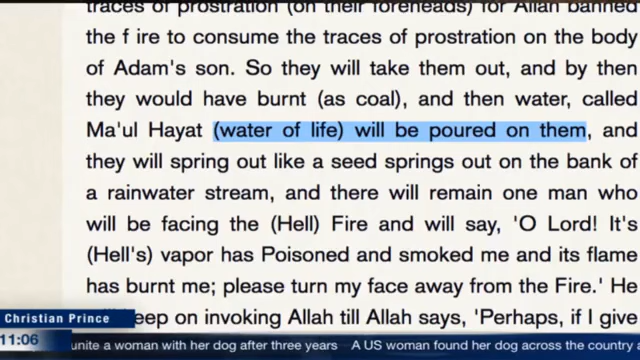 traces of prostration (on their foreheads) for Allah banned
the f ire to consume the traces of prostration on the body
of Adam's son. So they will take them out, and by then
they would have burnt (as coal), and then water, called
Ma'ul Hayat (water of life) will be poured on them, and
they will spring out like a seed springs out on the bank of
a rainwater stream, and there will remain one man who
will be facing the (Hell) Fire and will say, 'O Lord! It's
(Hell's) vapor has Poisoned and smoked me and its flame
has burnt me; please turn my face away from the Fire.' He
eep on invoking Allah till Allah says, 'Perhaps, if I give
Christian Prince
11:06
unite a woman with her dog after three years A US woman found her dog across the country a